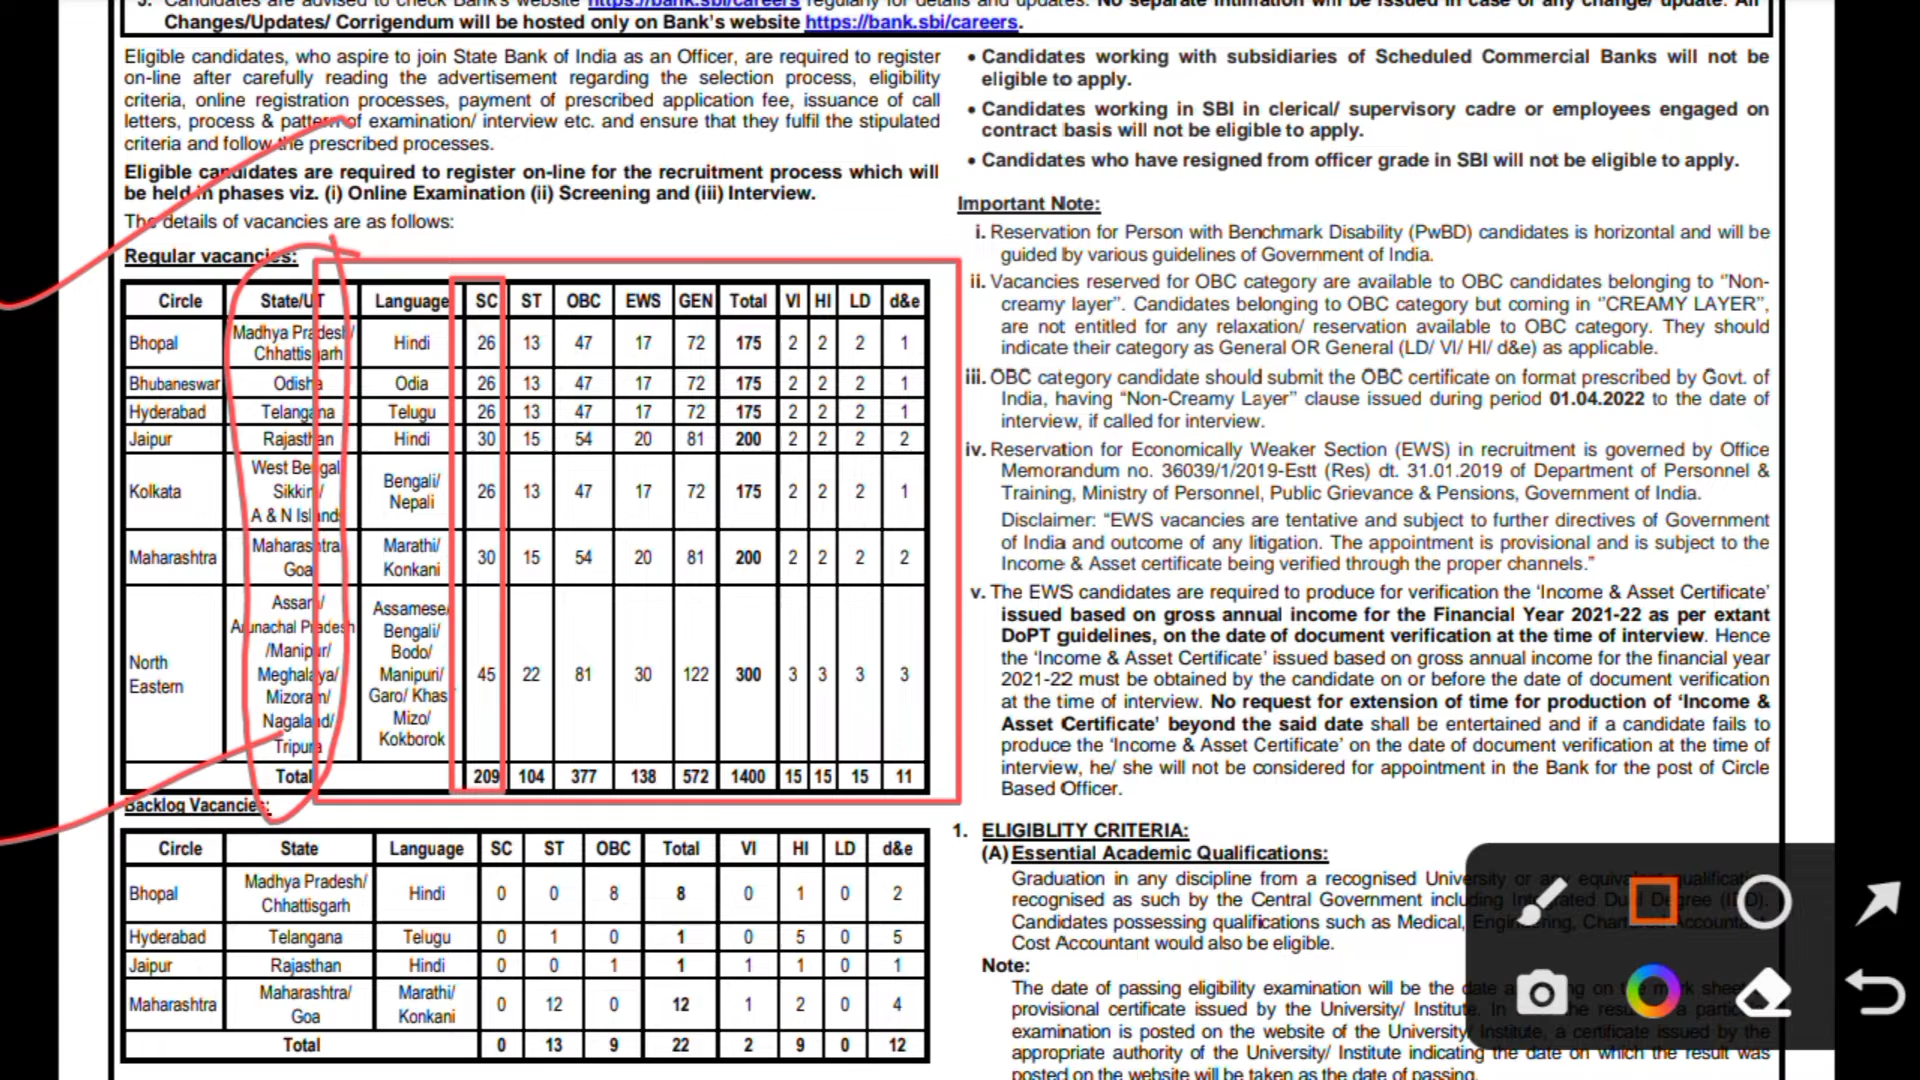 5. Candidates are advised to check Bank's website https://bank.sbi/careers regularly for details and updates. No separate intimation will be issued in case of any change/ update. All
Changes/Updates/ Corrigendum will be hosted only on Bank's website https://bank.sbi/careers.
Eligible candidates, who aspire to join State Bank of India as an Officer, are required to register
on-line after carefully reading the advertisement regarding the selection process, eligibility
criteria, online registration processes, payment of prescribed application fee, issuance of call
letters, process & pattern of examination/ interview etc. and ensure that they fulfil the stipulated
criteria and follow the prescribed processes.
Eligible candidates are required to register on-line for the recruitment process which will
be held in phases viz. (i) Online Examination (ii) Screening and (iii) Interview.
The details of vacancies are as follows:
Regular vacancies:
Circle State/UT Language SC ST OBC EWS GEN Total VI HI LD d&e
Bhopal Madhya Pradesh/ Chhattisgarh Hindi 26 13 47 17 72 175 2 2 2 1
Bhubaneswar Odisha Odia 26 13 47 17 72 175 2 2 2 1
Hyderabad Telangana Telugu 26 13 47 17 72 175 2 2 2 1
Jaipur Rajasthan Hindi 30 15 54 20 81 200 2 2 2 2
Kolkata West Bengal/ Sikkim/ A & N Islands Bengali/ Nepali 26 13 47 17 72 175 2 2 2 1
Maharashtra Maharashtra/ Goa Marathi/ Konkani 30 15 54 20 81 200 2 2 2 2
North Eastern Assam/ Arunachal Pradesh /Manipur/ Meghalaya/ Mizoram/ Nagaland/ Tripura Assamese/ Bengali/ Bodo/ Manipuri/ Garo/ Khasi Mizo/ Kokborok 45 22 81 30 122 300 3 3 3 3
Total 209 104 377 138 572 1400 15 15 15 11
Backlog Vacancies:
Circle State Language SC ST OBC Total VI HI LD d&e
Bhopal Madhya Pradesh/ Chhattisgarh Hindi 0 0 8 8 0 1 0 2
Hyderabad Telangana Telugu 0 1 0 1 0 5 0 5
Jaipur Rajasthan Hindi 0 0 1 1 1 1 0 1
Maharashtra Maharashtra/ Goa Marathi/ Konkani 0 12 0 12 1 2 0 4
Total 0 13 9 22 2 9 0 12
• Candidates working with subsidiaries of Scheduled Commercial Banks will not be
eligible to apply.
• Candidates working in SBI in clerical/ supervisory cadre or employees engaged on
contract basis will not be eligible to apply.
• Candidates who have resigned from officer grade in SBI will not be eligible to apply.
Important Note:
i. Reservation for Person with Benchmark Disability (PwBD) candidates is horizontal and will be
guided by various guidelines of Government of India.
ii. Vacancies reserved for OBC category are available to OBC candidates belonging to "Non-
creamy layer". Candidates belonging to OBC category but coming in "CREAMY LAYER",
are not entitled for any relaxation/ reservation available to OBC category. They should
indicate their category as General OR General (LD/ VI/ HI/ d&e) as applicable.
iii. OBC category candidate should submit the OBC certificate on format prescribed by Govt. of
India, having "Non-Creamy Layer" clause issued during period 01.04.2022 to the date of
interview, if called for interview.
iv. Reservation for Economically Weaker Section (EWS) in recruitment is governed by Office
Memorandum no. 36039/1/2019-Estt (Res) dt. 31.01.2019 of Department of Personnel &
Training, Ministry of Personnel, Public Grievance & Pensions, Government of India.
Disclaimer: "EWS vacancies are tentative and subject to further directives of Government
of India and outcome of any litigation. The appointment is provisional and is subject to the
Income & Asset certificate being verified through the proper channels."
v. The EWS candidates are required to produce for verification the 'Income & Asset Certificate'
issued based on gross annual income for the Financial Year 2021-22 as per extant
DoPT guidelines, on the date of document verification at the time of interview. Hence
the 'Income & Asset Certificate' issued based on gross annual income for the financial year
2021-22 must be obtained by the candidate on or before the date of document verification
at the time of interview. No request for extension of time for production of 'Income &
Asset Certificate' beyond the said date shall be entertained and if a candidate fails to
produce the 'Income & Asset Certificate' on the date of document verification at the time of
interview, he/ she will not be considered for appointment in the Bank for the post of Circle
Based Officer.
1. ELIGIBLITY CRITERIA:
(A) Essential Academic Qualifications:
Graduation in any discipline from a recognised University or any equivalent qualification
recognised as such by the Central Government including Integrated Dual Degree (IDD).
Candidates possessing qualifications such as Medical, Engineering, Chartered Accountant,
Cost Accountant would also be eligible.
Note:
The date of passing eligibility examination will be the date appearing on the mark sheet
provisional certificate issued by the University/ Institute. In the result a particular
examination is posted on the website of the University/ Institute, a certificate issued by the
appropriate authority of the University/ Institute indicating the date on which the result was
posted on the website will be taken as the date of passing.